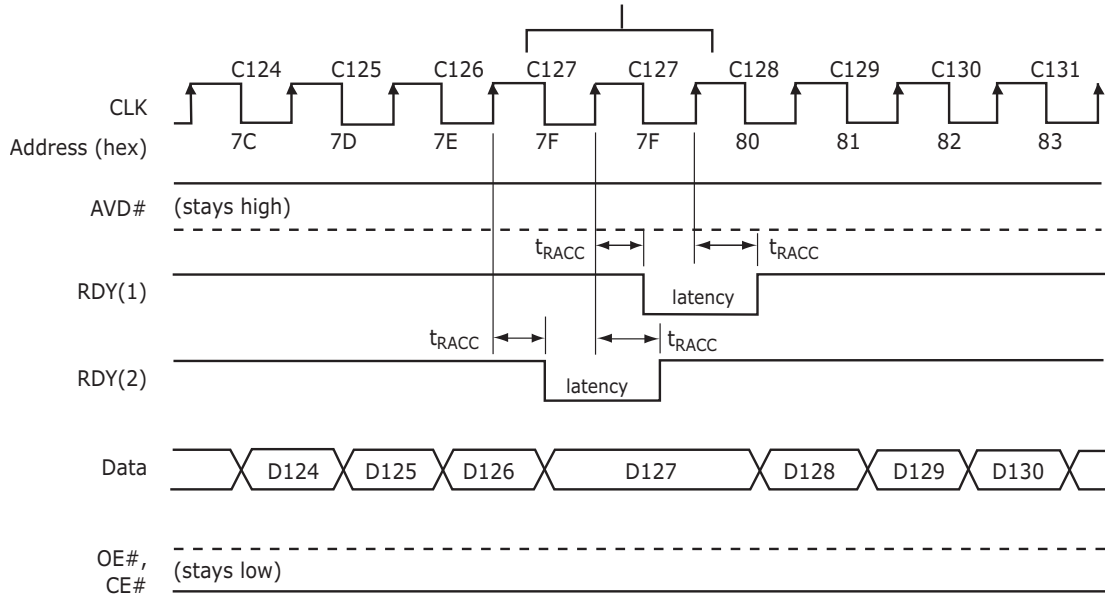 C124 C125 C126 C127 C127 C128 C129 C130 C131
CLK
Address (hex) 7C 7D 7E 7F 7F 80 81 82 83
AVD# (stays high)
tRACC tRACC
RDY(1) latency
tRACC tRACC
RDY(2) latency
Data D124 D125 D126 D127 D128 D129 D130
OE#,
CE# (stays low)